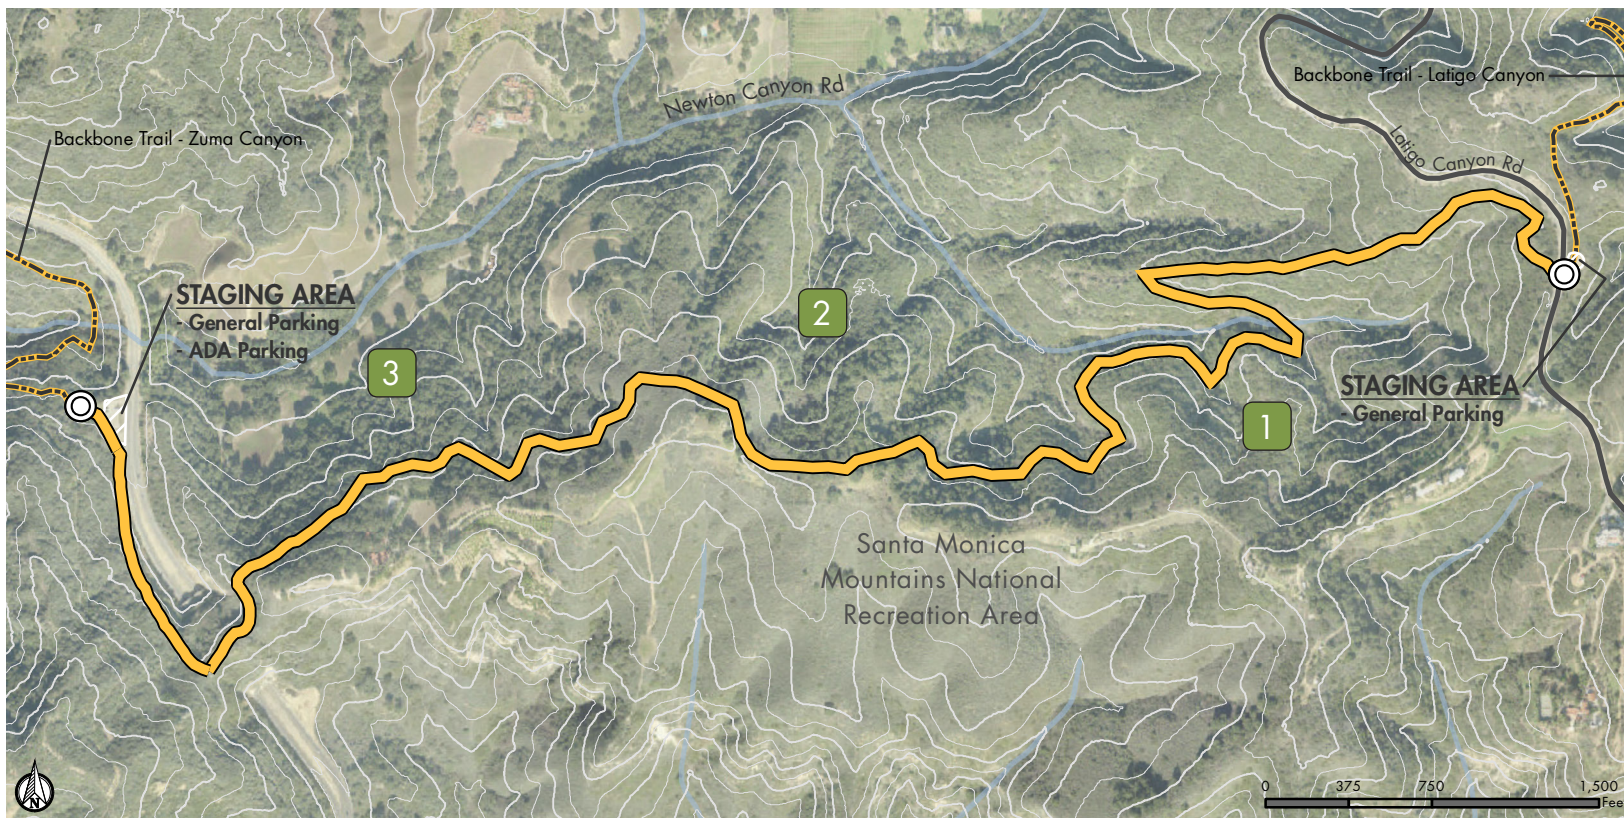 Backbone Trail - Latigo Canyon
Newton Canyon Rd
Backbone Trail - Zuma Canyon
Latigo Canyon Rd
STAGING AREA
- General Parking
- ADA Parking
2
3
STAGING AREA
- General Parking
1
Santa Monica
Mountains National
Recreation Area
N
0 375 750 1,500
Fee